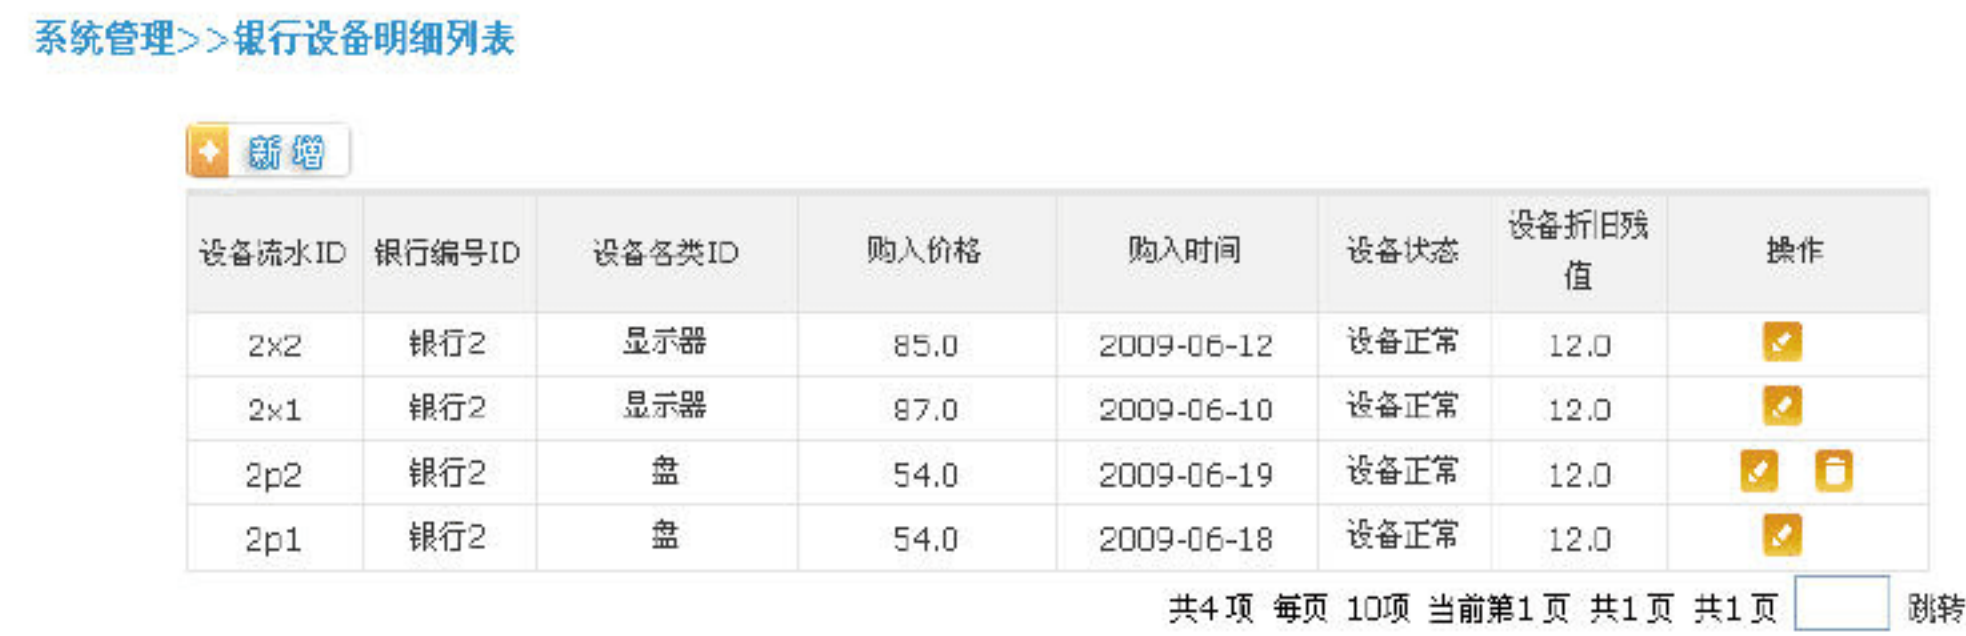 系统管理>>银行设备明细列表
新增
设备流水ID 银行编号ID 设备各类ID 购入价格 购入时间 设备状态 设备折旧残值 操作
2x2 银行2 显示器 85.0 2009-06-12 设备正常 12.0
2x1 银行2 显示器 87.0 2009-06-10 设备正常 12.0
2p2 银行2 盘 54.0 2009-06-19 设备正常 12.0
2p1 银行2 盘 54.0 2009-06-18 设备正常 12.0
共4项 每页 10项 当前第1页 共1页 共1页 跳转